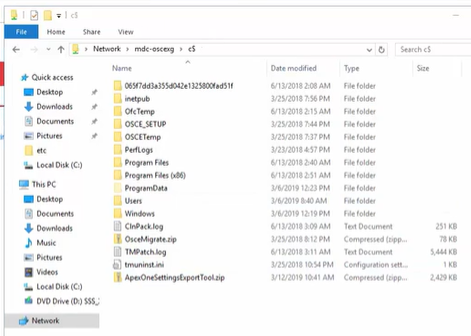 c$
File Home Share View
Network mdc-oscexg c$ Search c$
Name Date modified Type Size
Quick access
Desktop
Downloads
Documents
Pictures
etc
Local Disk (C:)
This PC
Desktop
Documents
Downloads
Music
Pictures
Videos
Local Disk (C:)
DVD Drive (D:) SSS_
Network
065f7dd3a355d042e1325800fad51f 6/13/2018 2:08 AM File folder
inetpub 3/25/2018 7:56 PM File folder
OfcTemp 6/13/2018 2:15 AM File folder
OSCE_SETUP 3/25/2018 7:44 PM File folder
OSCETemp 3/25/2018 7:37 PM File folder
PerfLogs 3/23/2018 4:57 PM File folder
Program Files 6/13/2018 2:40 AM File folder
Program Files (x86) 6/13/2018 2:51 AM File folder
ProgramData 3/6/2019 12:23 PM File folder
Users 3/6/2019 8:40 AM File folder
Windows 3/6/2019 12:19 PM File folder
ClnPack.log 6/13/2018 3:09 AM Text Document 251 KB
OsceMigrate.zip 3/25/2018 8:12 PM Compressed (zipp... 78 KB
TMPatch.log 6/13/2018 3:11 AM Text Document 5,444 KB
tmuninst.ini 3/25/2018 10:54 PM Configuration sett... 1 KB
ApexOneSettingsExportTool.zip 3/12/2019 10:41 AM Compressed (zipp... 2,429 KB